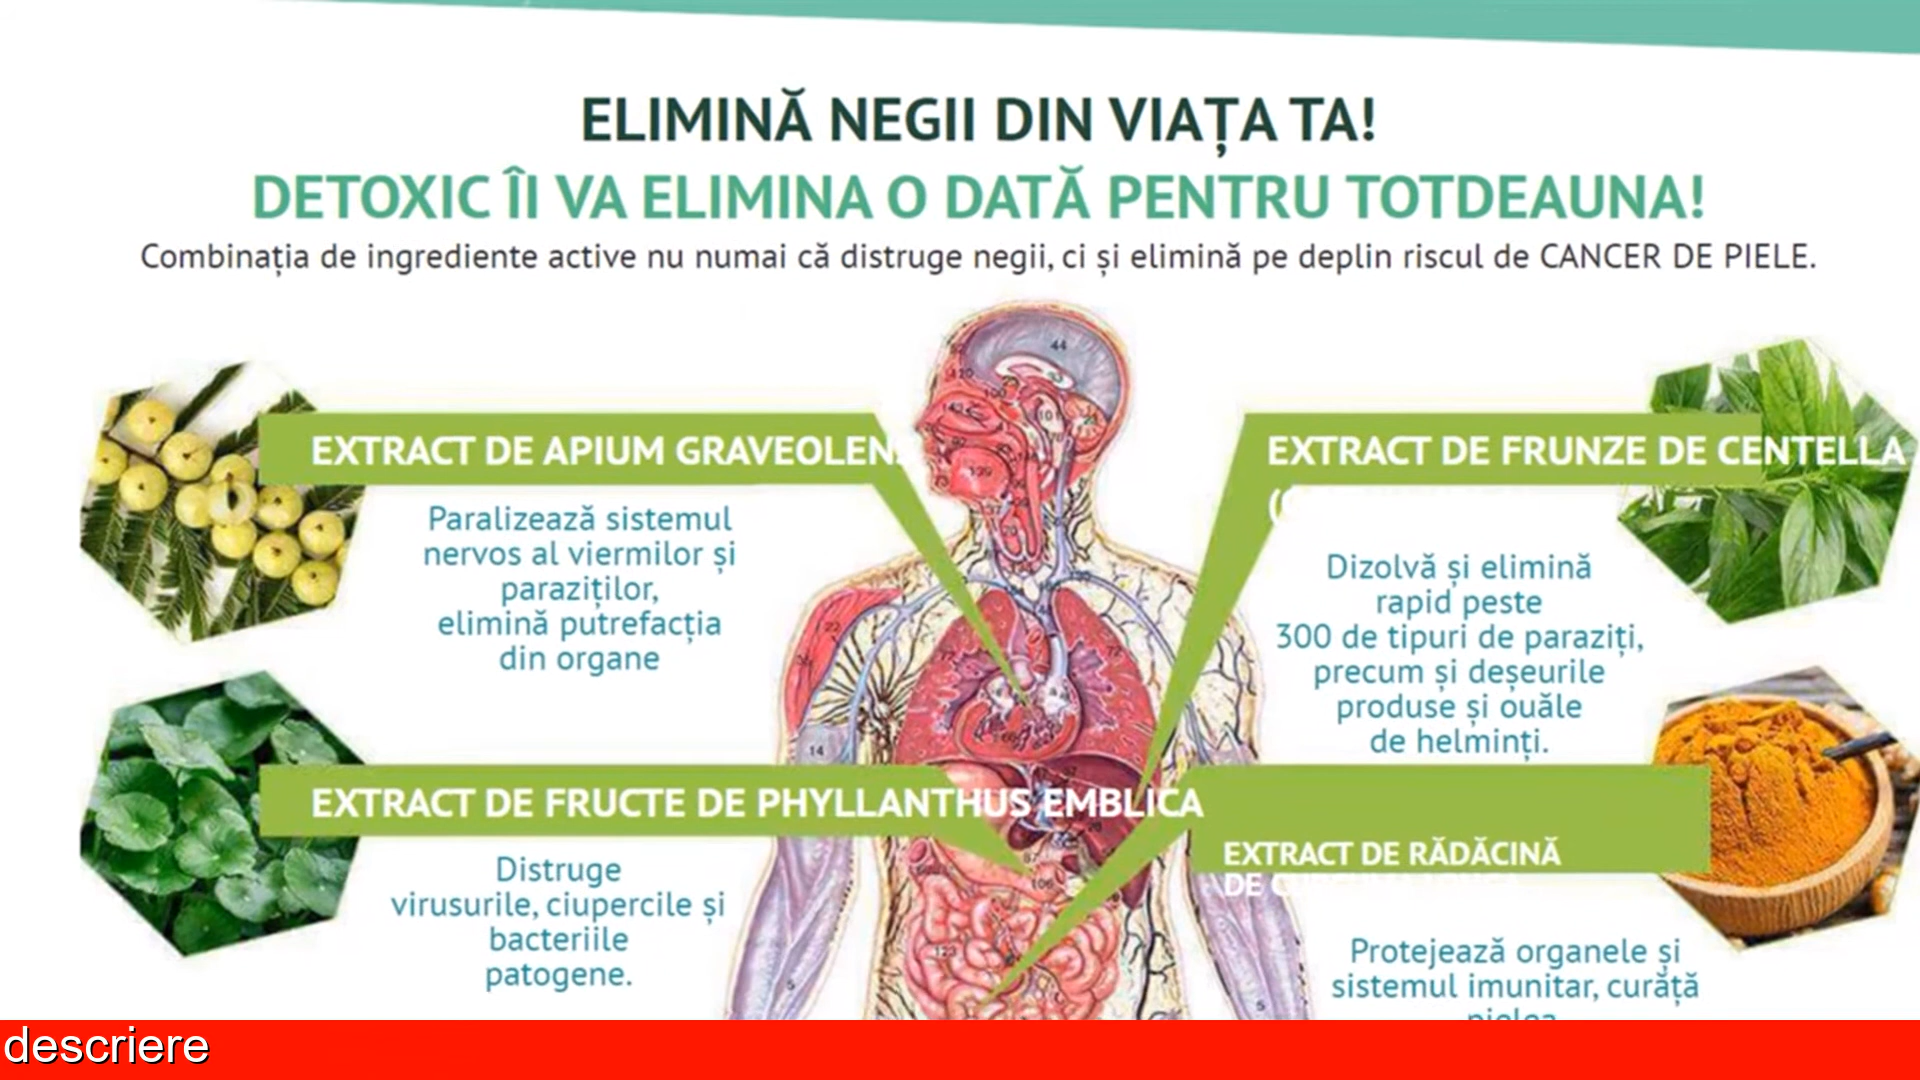 ELIMINĂ NEGII DIN VIAȚA TA!
DETOXIC ÎI VA ELIMINA O DATĂ PENTRU TOTDEAUNA!
Combinația de ingrediente active nu numai că distruge negii, ci și elimină pe deplin riscul de CANCER DE PIELE.
EXTRACT DE APIUM GRAVEOLENS
Paralizează sistemul
nervos al viermilor și
paraziților,
elimină putrefacția
din organe
EXTRACT DE FRUNZE DE CENTELLA
Dizolvă și elimină
rapid peste
300 de tipuri de paraziți,
precum și deșeurile
produse și ouăle
de helminți.
EXTRACT DE FRUCTE DE PHYLLANTHUS EMBLICA
Distruge
virusurile, ciupercile și
bacteriile
patogene.
EXTRACT DE RĂDĂCINĂ
DE
Protejează organele și
sistemul imunitar, curăță
pielea
descriere